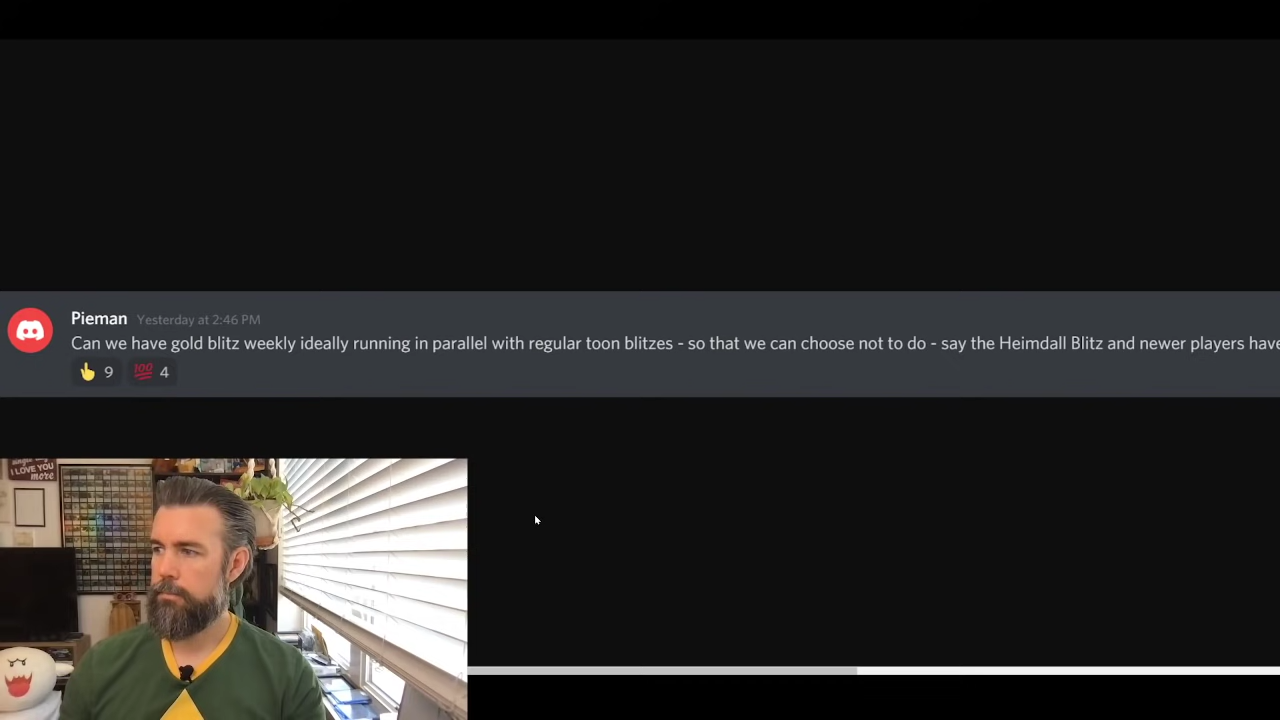 Pieman Yesterday at 2:46 PM
Can we have gold blitz weekly ideally running in parallel with regular toon blitzes - so that we can choose not to do - say the Heimdall Blitz and newer players have
9 100 4
I LOVE YOU
more